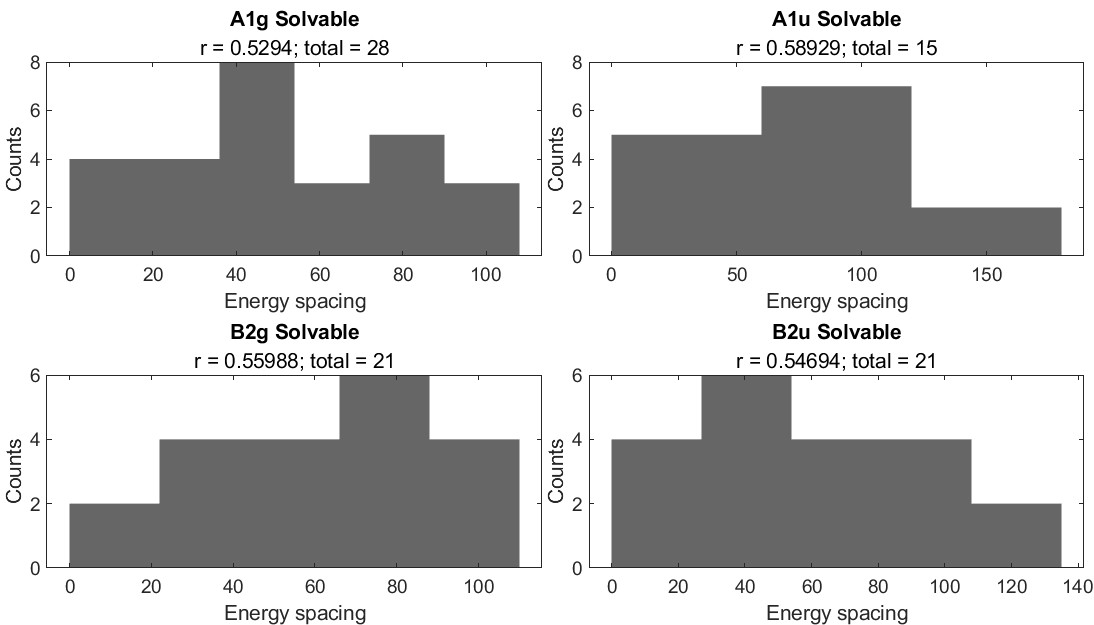 A1g Solvable
r = 0.5294; total = 28
8
6
4
2
0
Counts
0 20 40 60 80 100
Energy spacing
A1u Solvable
r = 0.58929; total = 15
8
6
4
2
0
Counts
0 50 100 150
Energy spacing
B2g Solvable
r = 0.55988; total = 21
6
4
2
0
Counts
0 20 40 60 80 100
Energy spacing
B2u Solvable
r = 0.54694; total = 21
6
4
2
0
Counts
0 20 40 60 80 100 120 140
Energy spacing